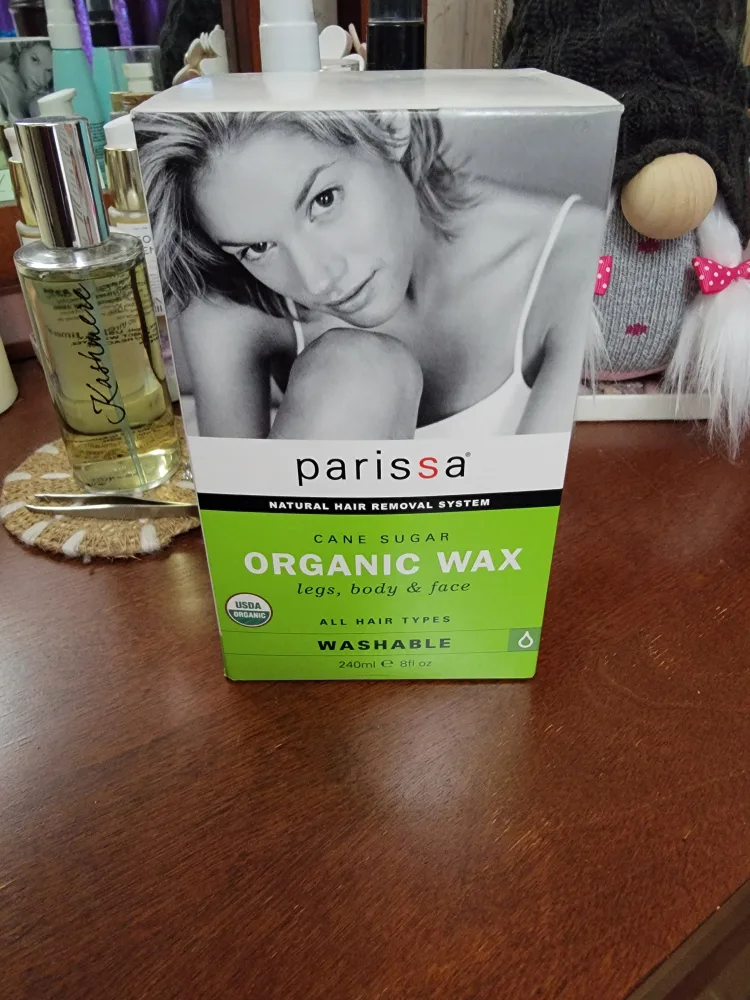 Kashmere
parissa®
NATURAL HAIR REMOVAL SYSTEM
CANE SUGAR
ORGANIC WAX
legs, body & face
USDA
ORGANIC
ALL HAIR TYPES
WASHABLE
240ml ℮ 8fl oz